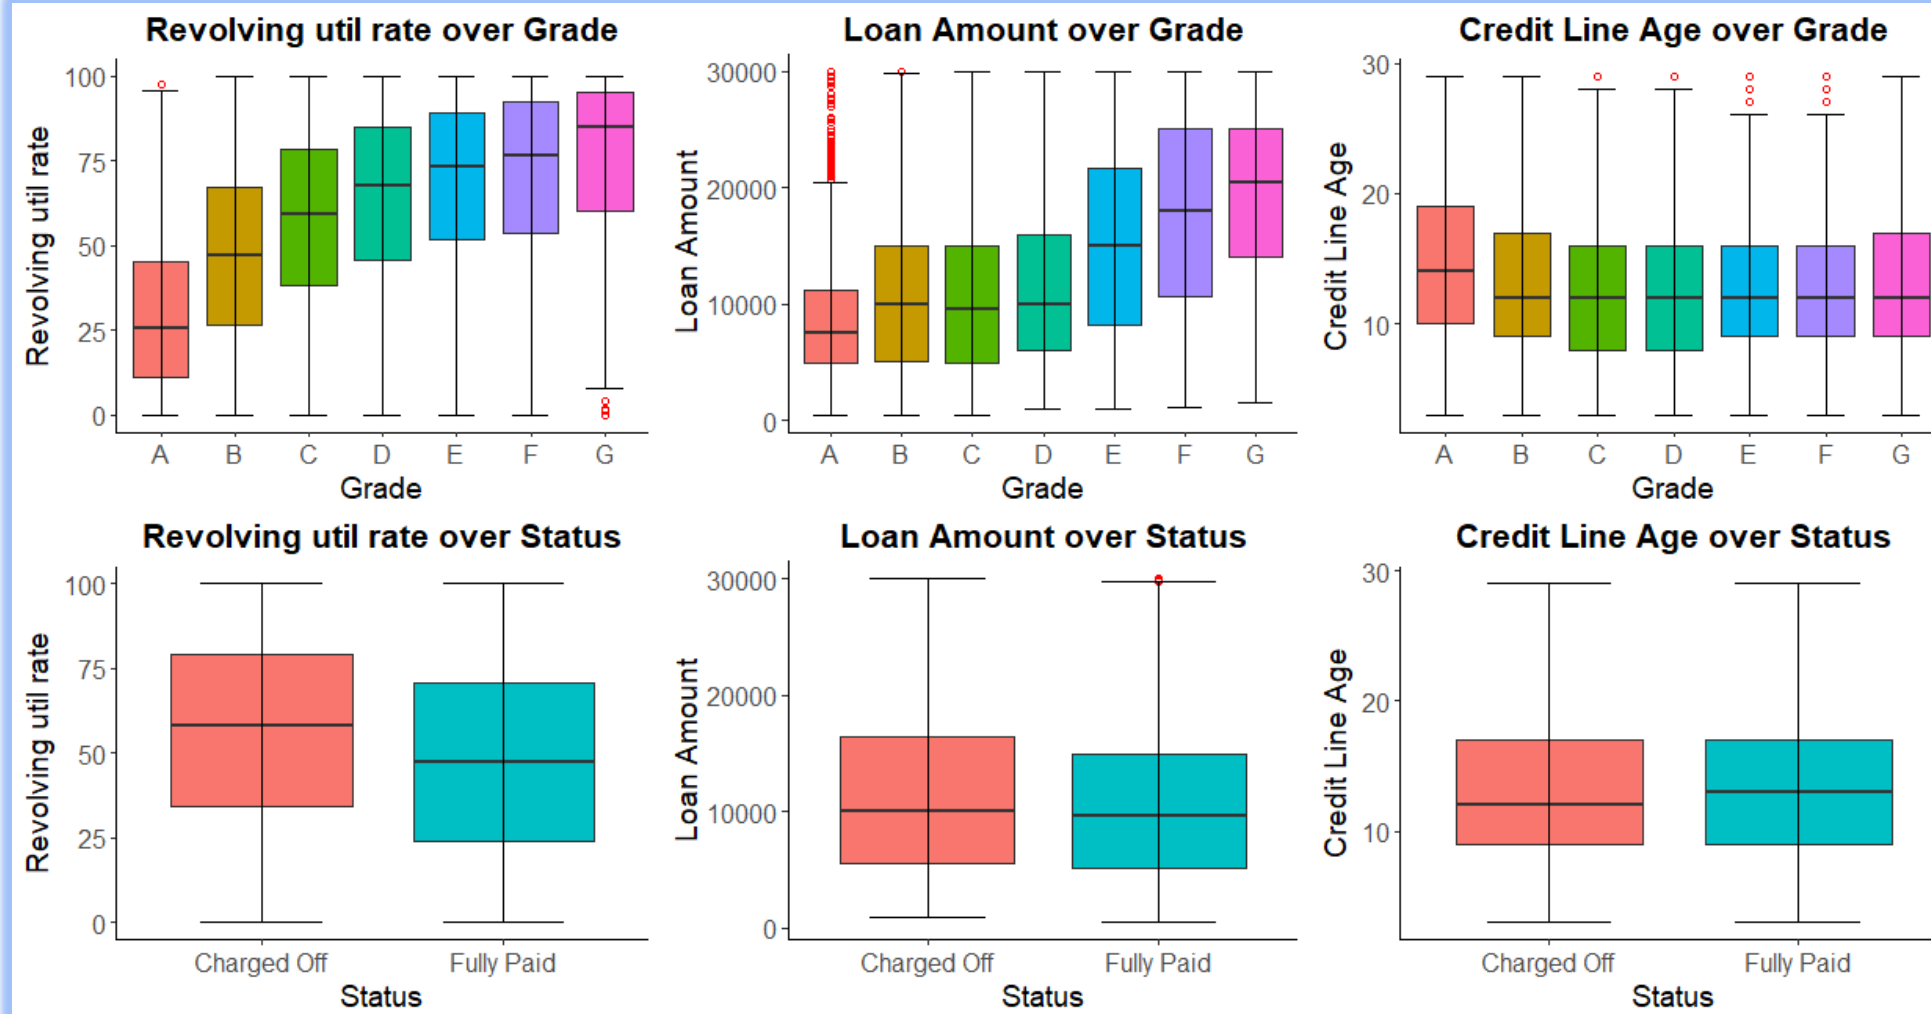 Revolving util rate over Grade
Revolving util rate
100
75
50
25
0
A B C D E F G
Grade
Loan Amount over Grade
Loan Amount
30000
20000
10000
0
A B C D E F G
Grade
Credit Line Age over Grade
Credit Line Age
30
20
10
A B C D E F G
Grade
Revolving util rate over Status
Revolving util rate
100
75
50
25
0
Charged Off Fully Paid
Status
Loan Amount over Status
Loan Amount
30000
20000
10000
0
Charged Off Fully Paid
Status
Credit Line Age over Status
Credit Line Age
30
20
10
Charged Off Fully Paid
Status